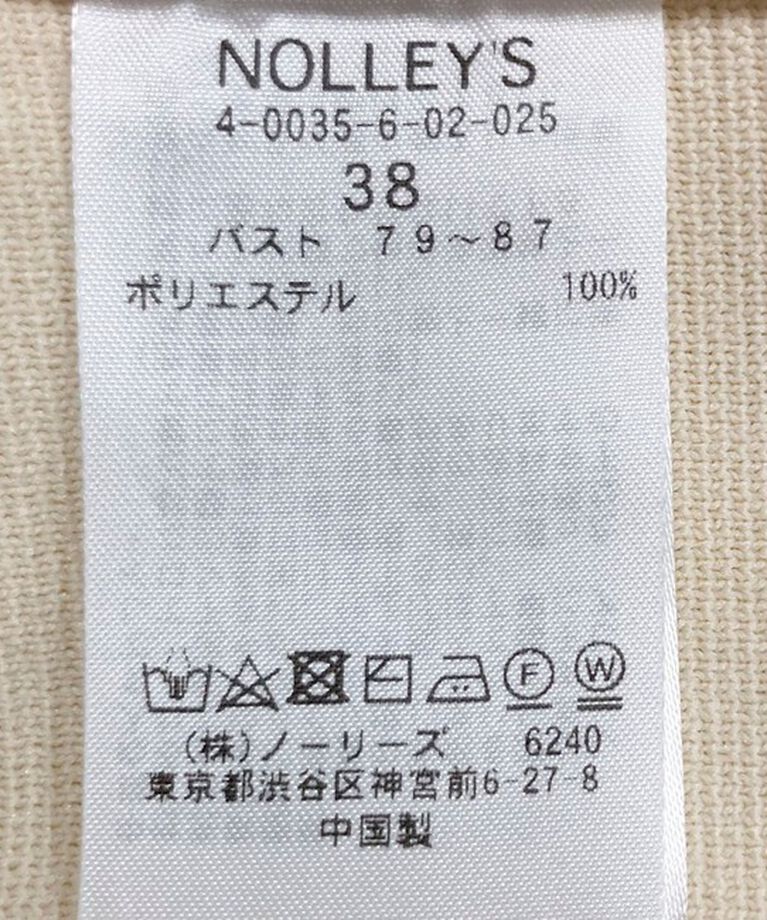 NOLLEY'S
4-0035-6-02-025
38
バスト 79~87
ポリエステル 100%
F W
(株)ノーリーズ 6240
東京都渋谷区神宮前6-27-8
中国製